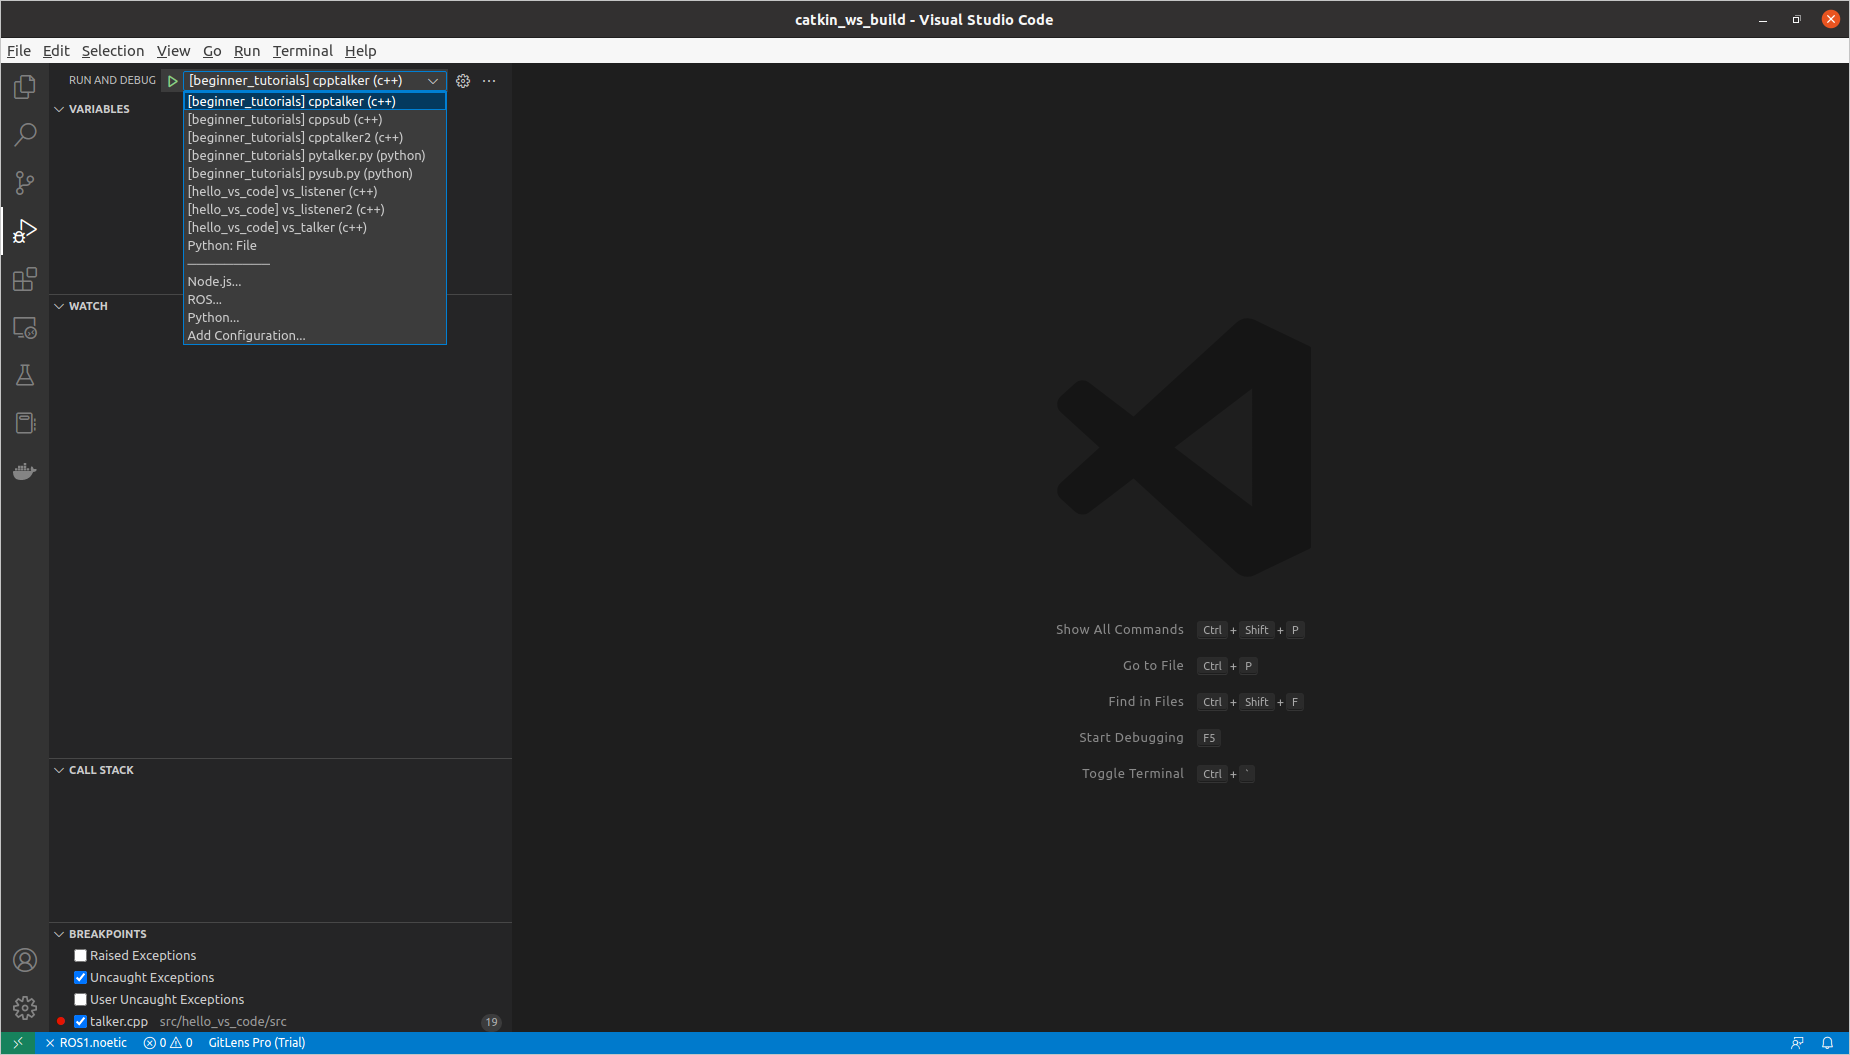 catkin_ws_build - Visual Studio Code
File Edit Selection View Go Run Terminal Help
RUN AND DEBUG [beginner_tutorials] cpptalker (c++)
VARIABLES
[beginner_tutorials] cpptalker (c++)
[beginner_tutorials] cppsub (c++)
[beginner_tutorials] cpptalker2 (c++)
[beginner_tutorials] pytalker.py (python)
[beginner_tutorials] pysub.py (python)
[hello_vs_code] vs_listener (c++)
[hello_vs_code] vs_listener2 (c++)
[hello_vs_code] vs_talker (c++)
Python: File
Node.js...
ROS...
Python...
Add Configuration...
WATCH
Show All Commands Ctrl + Shift + P
Go to File Ctrl + P
Find in Files Ctrl + Shift + F
Start Debugging F5
Toggle Terminal Ctrl + `
CALL STACK
BREAKPOINTS
Raised Exceptions
Uncaught Exceptions
User Uncaught Exceptions
talker.cpp src/hello_vs_code/src 19
ROS1.noetic 0 0 GitLens Pro (Trial)